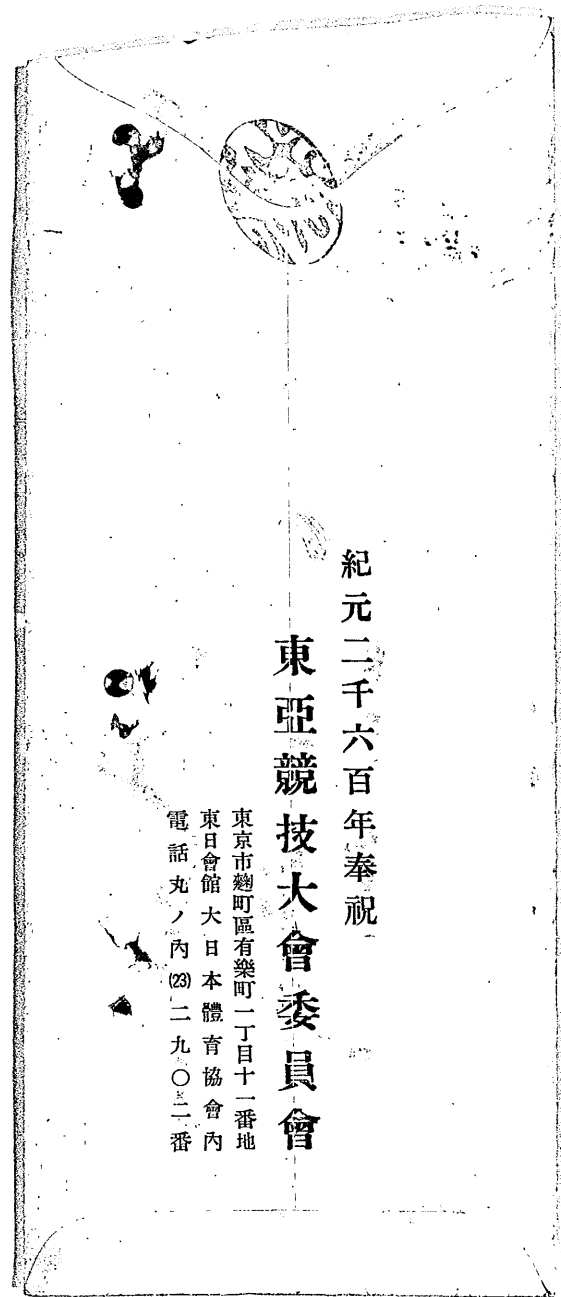 紀元二千六百年奉祝
東亞競技大會委員會
東京市麴町區有樂町一丁目十一番地
東日會館大日本體育協會內
電話丸ノ內(23)二九〇二番